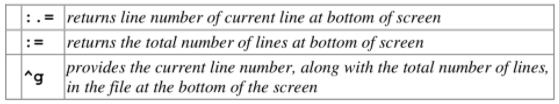 :.= returns line number of current line at bottom of screen
:= returns the total number of lines at bottom of screen
^g provides the current line number, along with the total number of lines,
in the file at the bottom of the screen